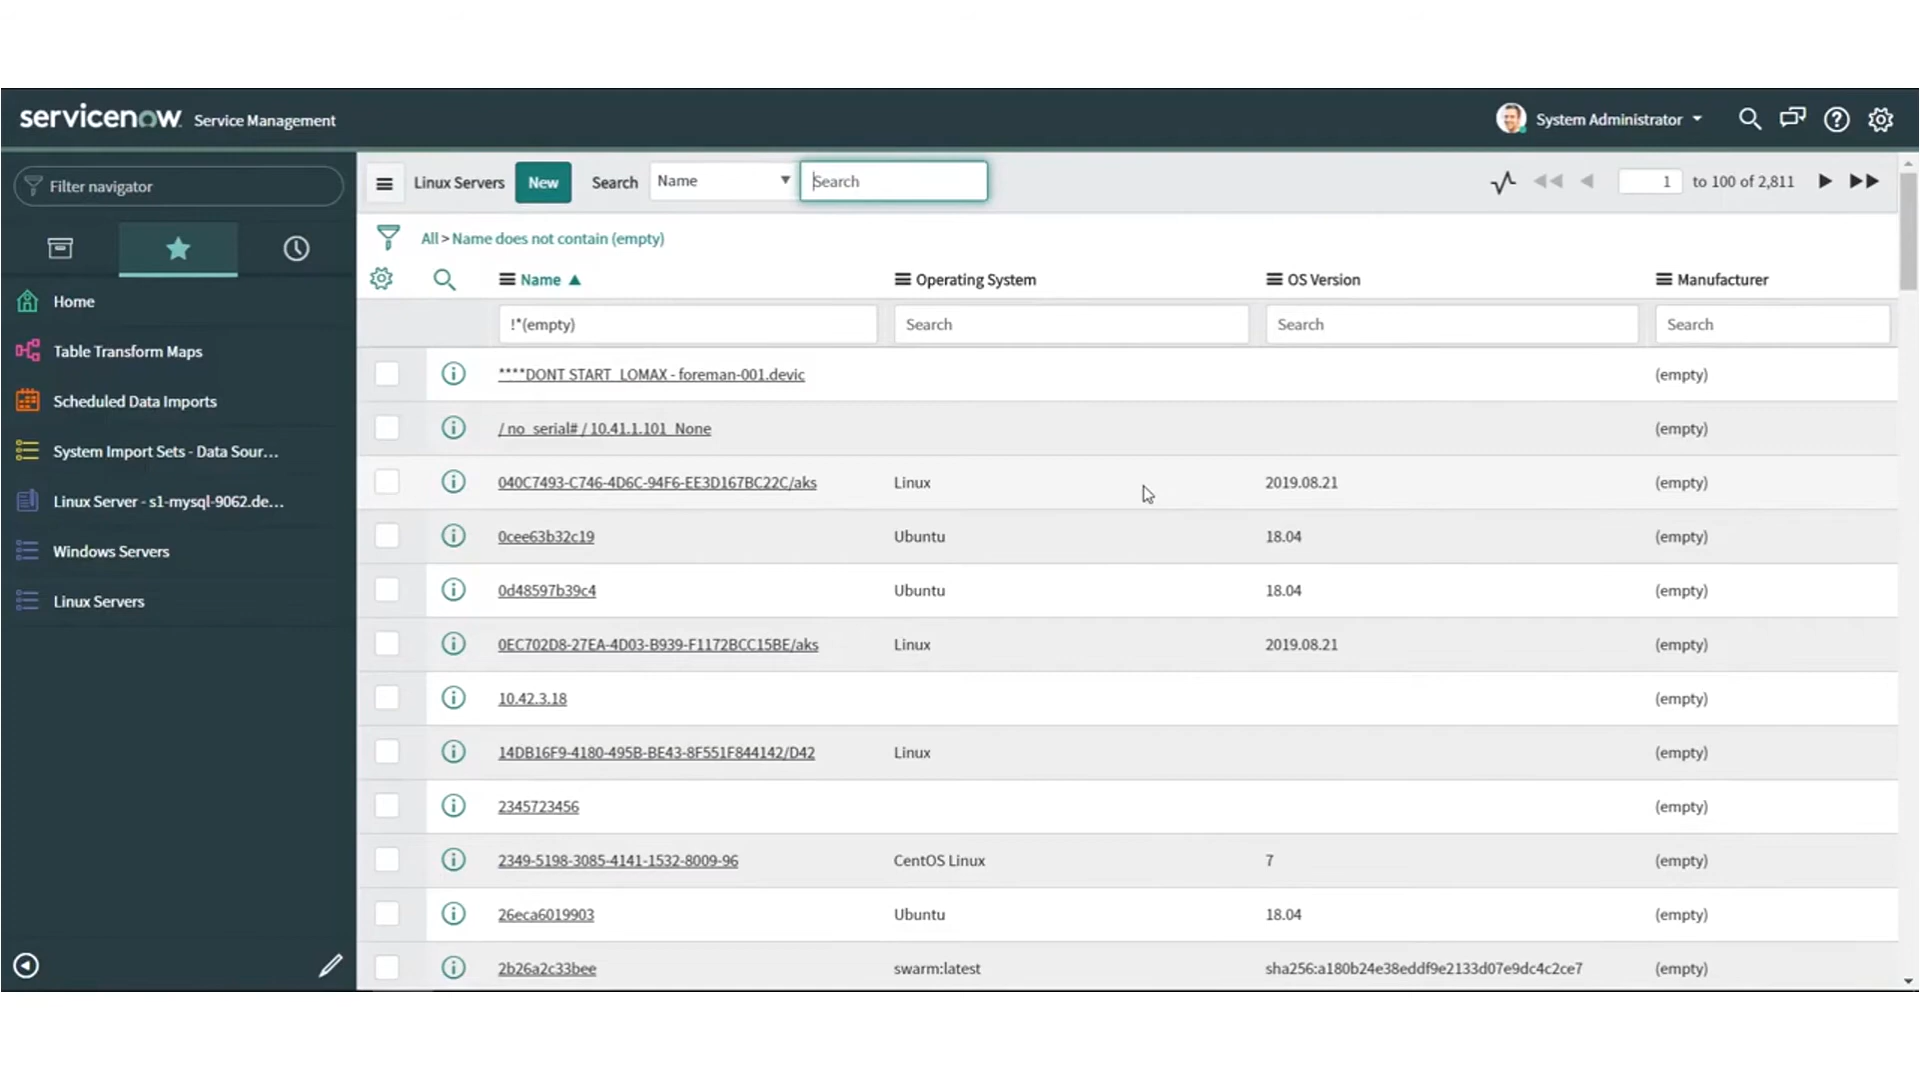 servicenow. Service Management
System Administrator
Filter navigator
Home
Table Transform Maps
Scheduled Data Imports
System Import Sets - Data Sour...
Linux Server - s1-mysql-9062.de...
Windows Servers
Linux Servers
Linux Servers New Search Name Search 1 to 100 of 2,811
All > Name does not contain (empty)
Name Operating System OS Version Manufacturer
!*(empty) Search Search Search
****DONT START_LOMAX - foreman-001.devic (empty)
/ no_serial# / 10.41.1.101_None (empty)
040C7493-C746-4D6C-94F6-EE3D167BC22C/aks Linux 2019.08.21 (empty)
0cee63b32c19 Ubuntu 18.04 (empty)
0d48597b39c4 Ubuntu 18.04 (empty)
0EC702D8-27EA-4D03-B939-F1172BCC15BE/aks Linux 2019.08.21 (empty)
10.42.3.18 (empty)
14DB16F9-4180-495B-BE43-8F551F844142/D42 Linux (empty)
2345723456 (empty)
2349-5198-3085-4141-1532-8009-96 CentOS Linux 7 (empty)
26eca6019903 Ubuntu 18.04 (empty)
2b26a2c33bee swarm:latest sha256:a180b24e38eddf9e2133d07e9dc4c2ce7 (empty)